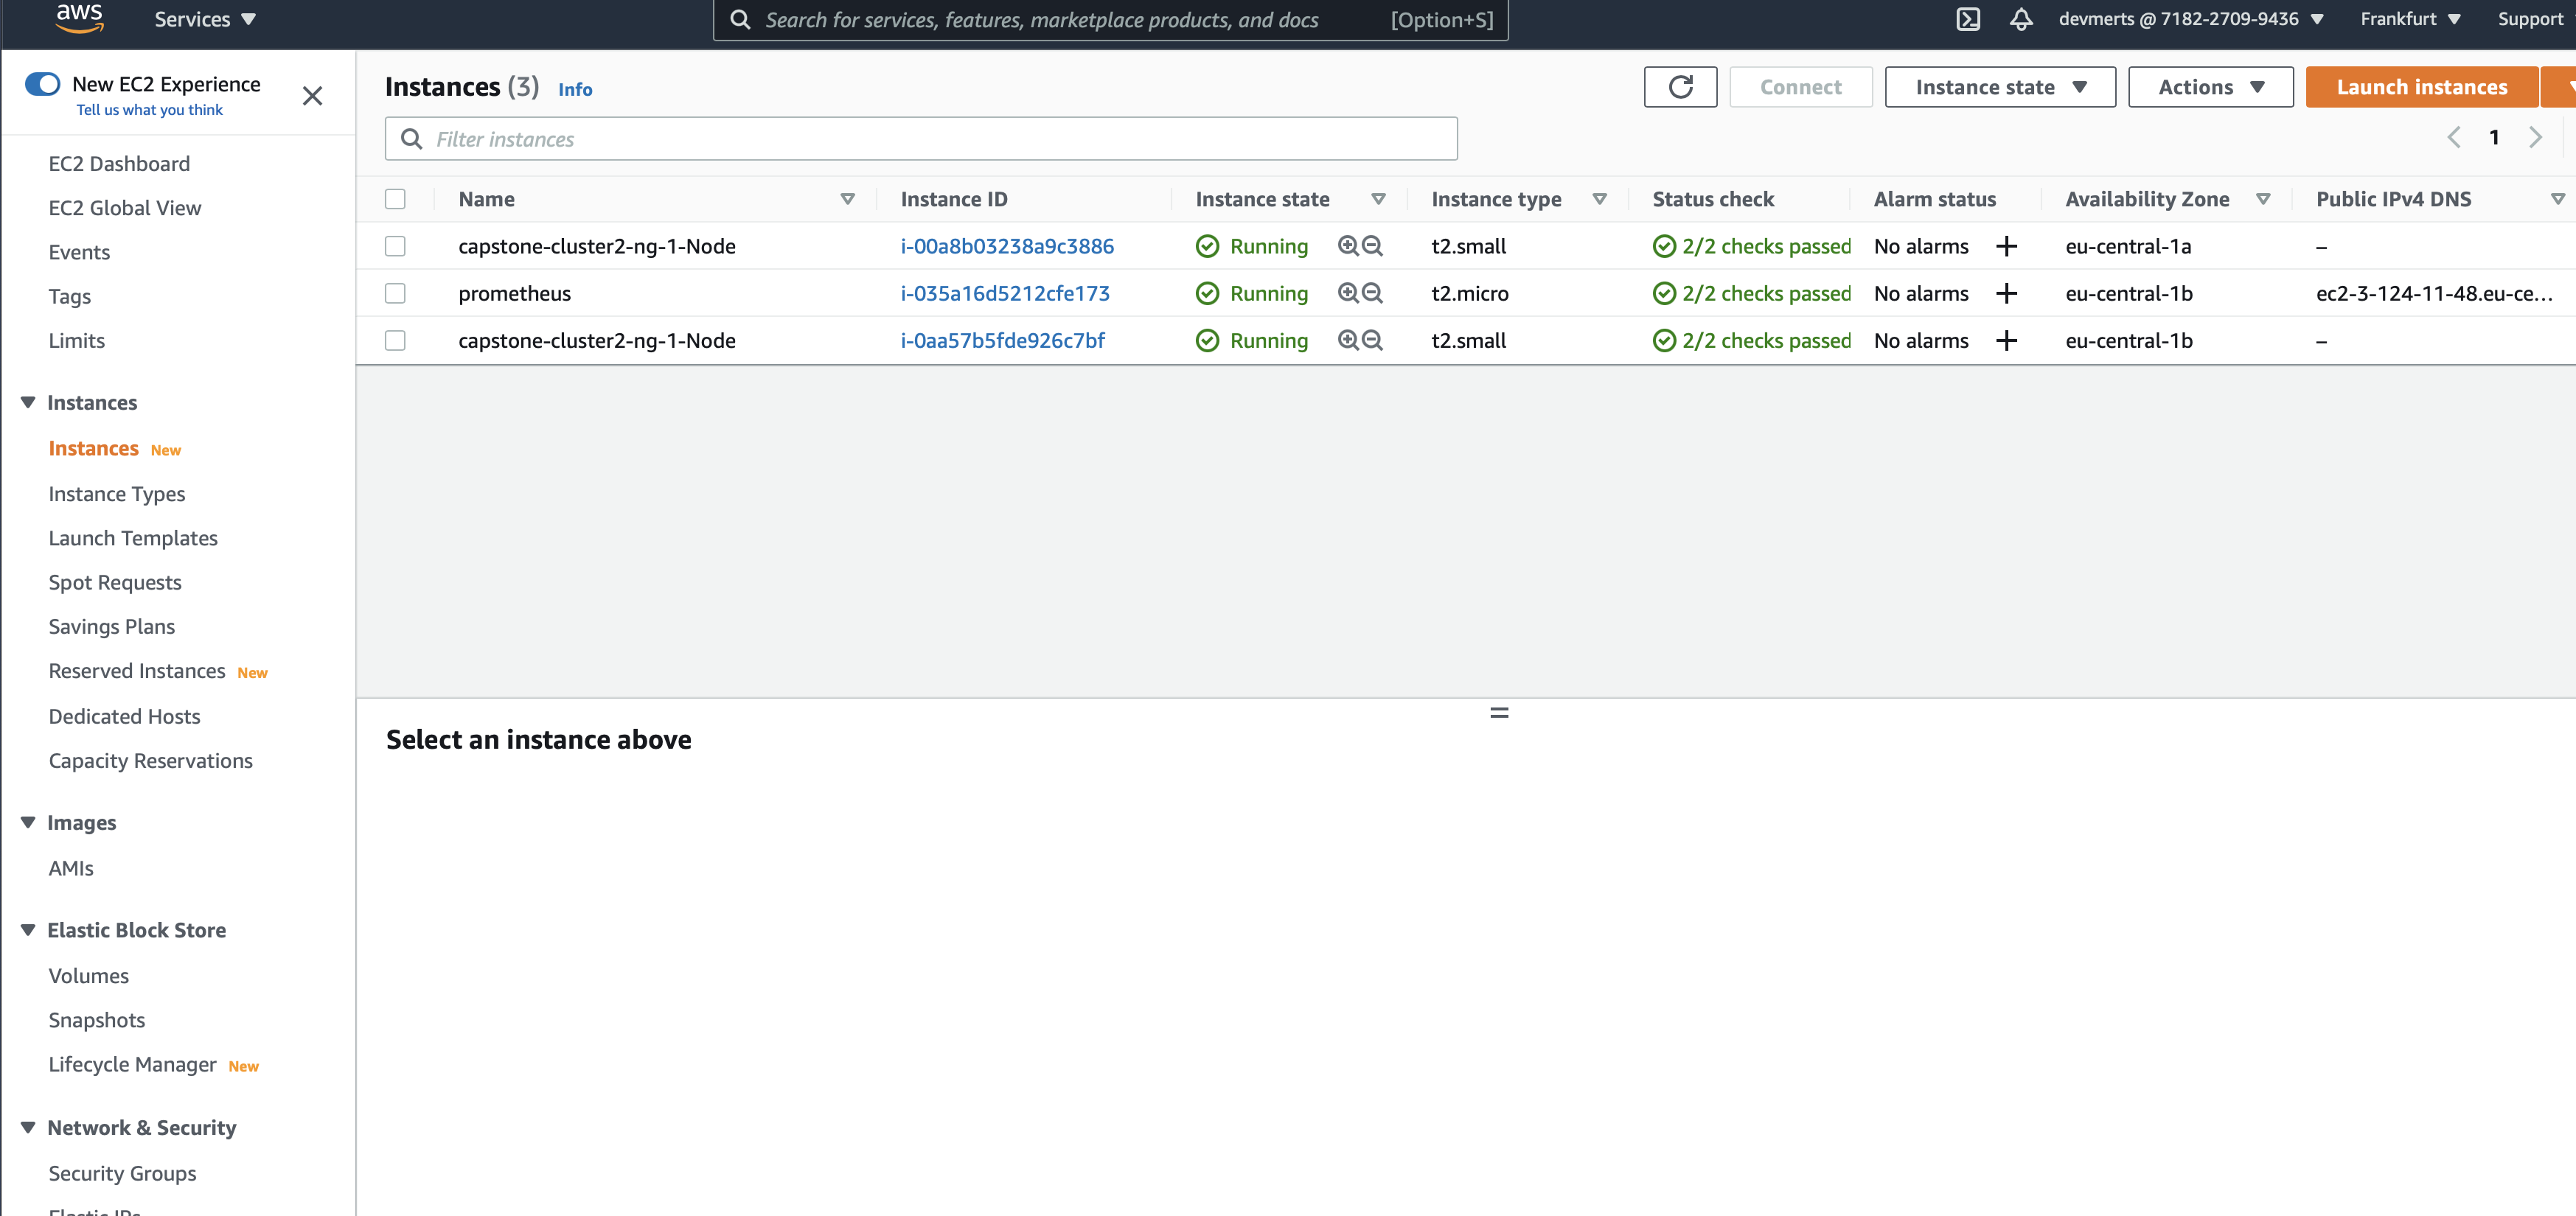 aws Services Search for services, features, marketplace products, and docs [Option+S] devmerts @ 7182-2709-9436 Frankfurt Support
New EC2 Experience
Tell us what you think
EC2 Dashboard
EC2 Global View
Events
Tags
Limits
Instances
Instances New
Instance Types
Launch Templates
Spot Requests
Savings Plans
Reserved Instances New
Dedicated Hosts
Capacity Reservations
Images
AMIs
Elastic Block Store
Volumes
Snapshots
Lifecycle Manager New
Network & Security
Security Groups
Elastic IPs
Instances (3) Info Connect Instance state Actions Launch instances
Filter instances 1
Name Instance ID Instance state Instance type Status check Alarm status Availability Zone Public IPv4 DNS
capstone-cluster2-ng-1-Node i-00a8b03238a9c3886 Running t2.small 2/2 checks passed No alarms + eu-central-1a –
prometheus i-035a16d5212cfe173 Running t2.micro 2/2 checks passed No alarms + eu-central-1b ec2-3-124-11-48.eu-ce...
capstone-cluster2-ng-1-Node i-0aa57b5fde926c7bf Running t2.small 2/2 checks passed No alarms + eu-central-1b –
Select an instance above